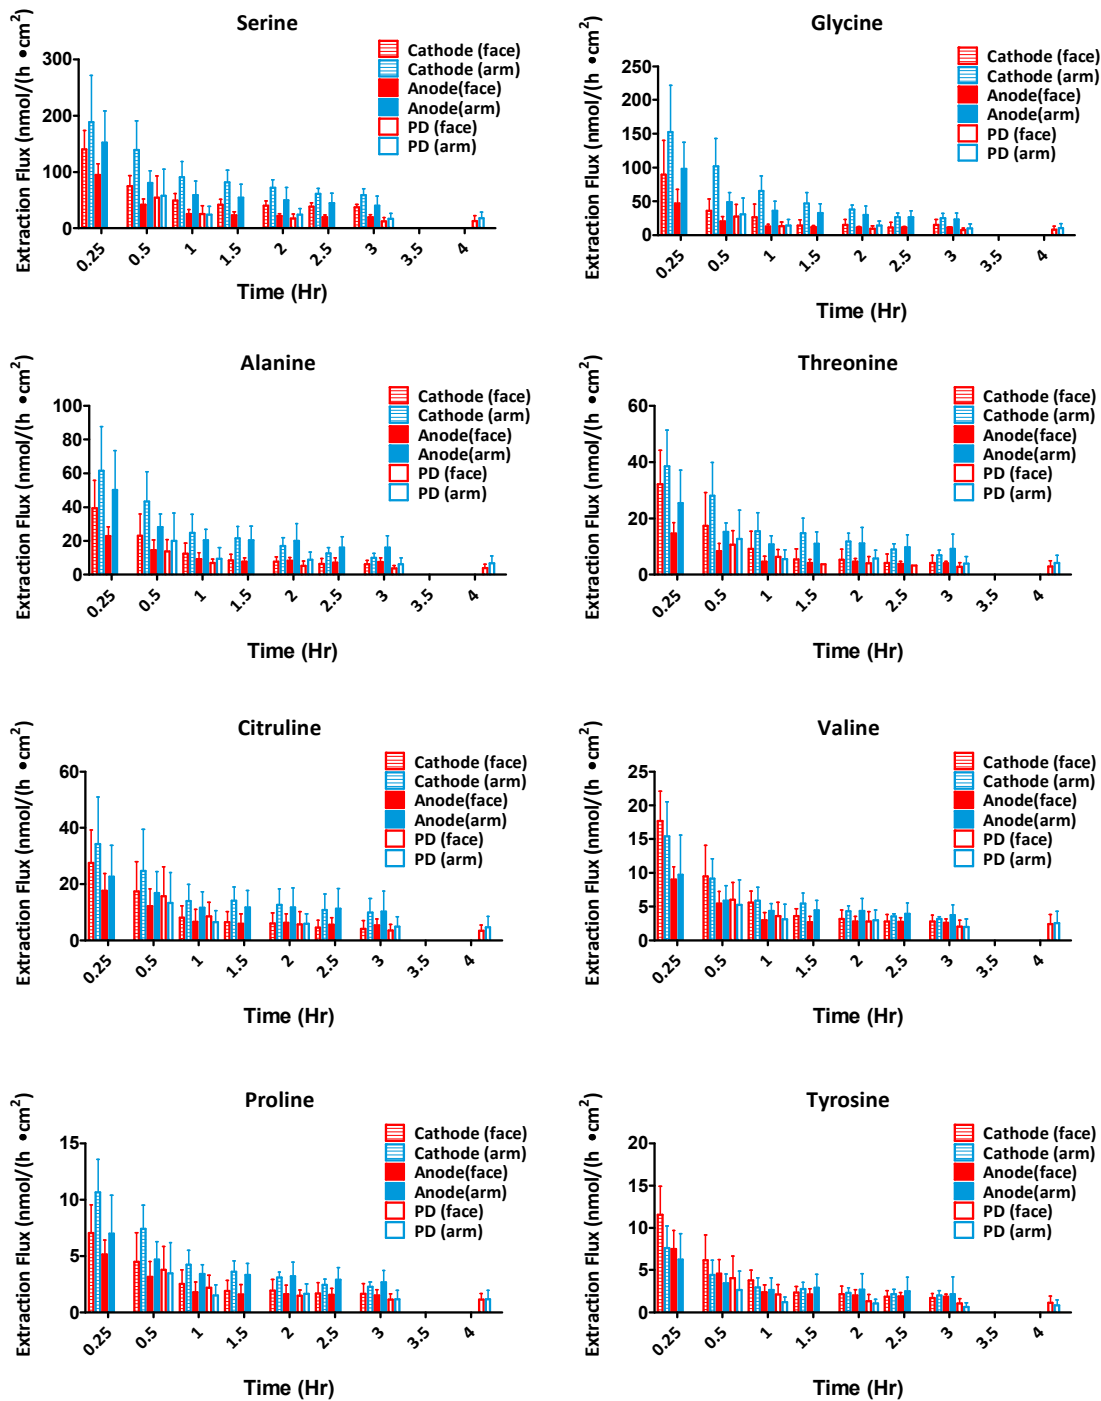 Serine
Extraction Flux (nmol/(h •cm²)
300
200
100
0
0.25 0.5 1 1.5 2 2.5 3 3.5 4
Time (Hr)
Cathode (face)
Cathode (arm)
Anode(face)
Anode(arm)
PD (face)
PD (arm)
Glycine
Extraction Flux (nmol/(h •cm²)
250
200
150
100
50
0
0.25 0.5 1 1.5 2 2.5 3 3.5 4
Time (Hr)
Cathode (face)
Cathode (arm)
Anode(face)
Anode(arm)
PD (face)
PD (arm)
Alanine
Extraction Flux (nmol/(h •cm²)
100
80
60
40
20
0
0.25 0.5 1 1.5 2 2.5 3 3.5 4
Time (Hr)
Cathode (face)
Cathode (arm)
Anode(face)
Anode(arm)
PD (face)
PD (arm)
Threonine
Extraction Flux (nmol/(h •cm²)
60
40
20
0
0.25 0.5 1 1.5 2 2.5 3 3.5 4
Time (Hr)
Cathode (face)
Cathode (arm)
Anode(face)
Anode(arm)
PD (face)
PD (arm)
Citruline
Extraction Flux (nmol/(h •cm²)
60
40
20
0
0.25 0.5 1 1.5 2 2.5 3 3.5 4
Time (Hr)
Cathode (face)
Cathode (arm)
Anode(face)
Anode(arm)
PD (face)
PD (arm)
Valine
Extraction Flux (nmol/(h •cm²)
25
20
15
10
5
0
0.25 0.5 1 1.5 2 2.5 3 3.5 4
Time (Hr)
Cathode (face)
Cathode (arm)
Anode(face)
Anode(arm)
PD (face)
PD (arm)
Proline
Extraction Flux (nmol/(h •cm²)
15
10
5
0
0.25 0.5 1 1.5 2 2.5 3 3.5 4
Time (Hr)
Cathode (face)
Cathode (arm)
Anode(face)
Anode(arm)
PD (face)
PD (arm)
Tyrosine
Extraction Flux (nmol/(h •cm²)
20
15
10
5
0
0.25 0.5 1 1.5 2 2.5 3 3.5 4
Time (Hr)
Cathode (face)
Cathode (arm)
Anode(face)
Anode(arm)
PD (face)
PD (arm)